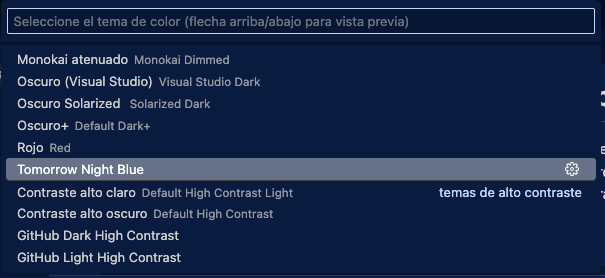 Seleccione el tema de color (flecha arriba/abajo para vista previa)
Monokai atenuado Monokai Dimmed
Oscuro (Visual Studio) Visual Studio Dark
Oscuro Solarized Solarized Dark
Oscuro+ Default Dark+
Rojo Red
Tomorrow Night Blue
Contraste alto claro Default High Contrast Light temas de alto contraste
Contraste alto oscuro Default High Contrast
GitHub Dark High Contrast
GitHub Light High Contrast